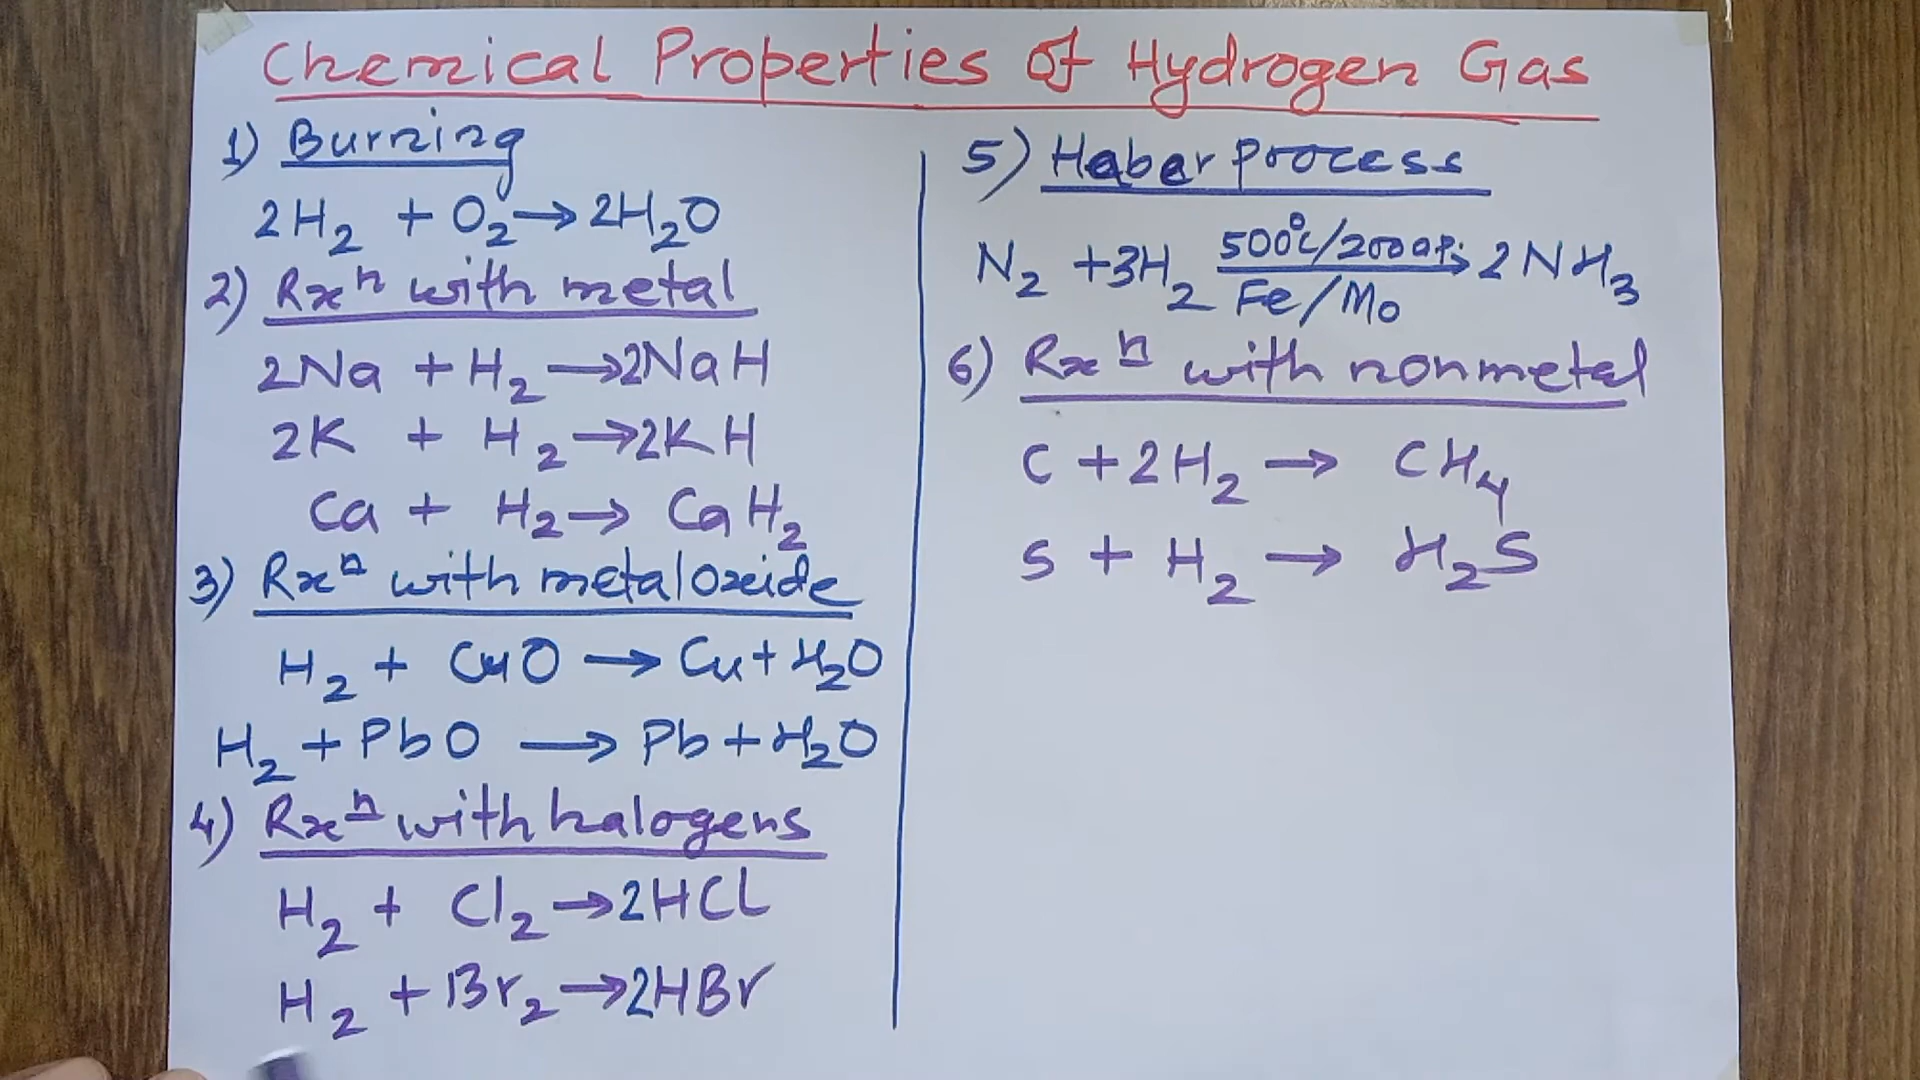 Chemical Properties Of Hydrogen Gas
1) Burning
2H₂ + O₂ → 2H₂O
2) Rxⁿ with metal
2Na + H₂ → 2NaH
2K + H₂ → 2KH
Ca + H₂ → CaH₂
3) Rxⁿ with metal Oxide
H₂ + CuO → Cu + H₂O
H₂ + PbO → Pb + H₂O
4) Rxⁿ with halogens
H₂ + Cl₂ → 2HCl
H₂ + Br₂ → 2HBr
5) Haber process
500°c/200
N₂ + 3H₂ → 2NH₃
Fe/Mo
6) Rxⁿ with nonmetal
C + 2H₂ → CH₄
S + H₂ → H₂S